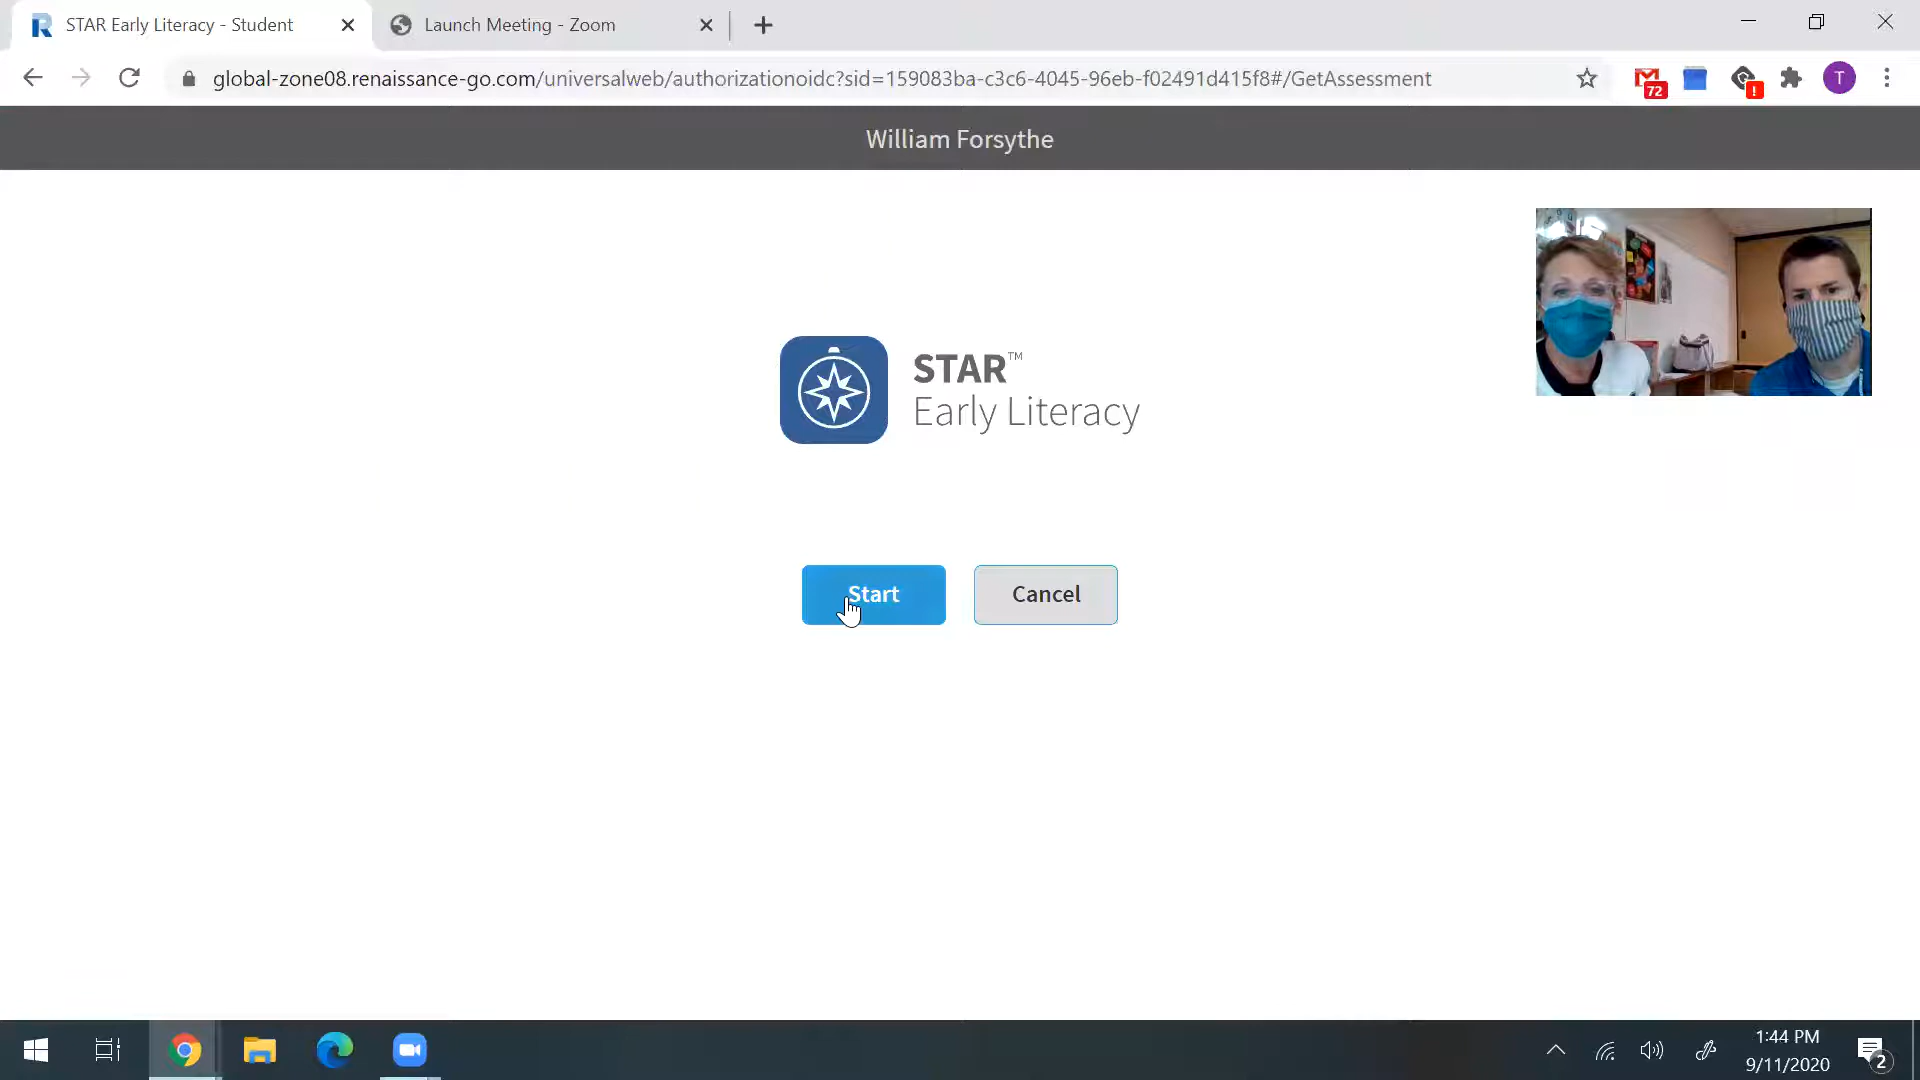 STAR Early Literacy - Student
Launch Meeting - Zoom
global-zone08.renaissance-go.com/universalweb/authorizationoidc?sid=159083ba-c3c6-4045-96eb-f02491d415f8#/GetAssessment
72
!
T
William Forsythe
STAR™
Early Literacy
Start
Cancel
1:44 PM
9/11/2020
2